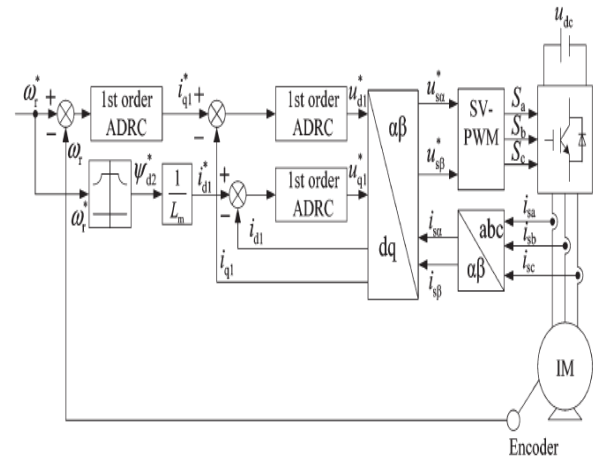 u_dc
ω_r^*
+
−
ω_r
1st order
ADRC
i_q1^*
+
−
1st order
ADRC
u_d1^*
αβ
dq
u_sα^*
u_sβ^*
SV-
PWM
S_a
S_b
S_c
ω_r^*
ψ_d2^*
1
L_m
i_d1^*
+
−
1st order
ADRC
u_q1^*
i_d1
i_q1
i_sα
i_sβ
abc
αβ
i_sa
i_sb
i_sc
IM
Encoder